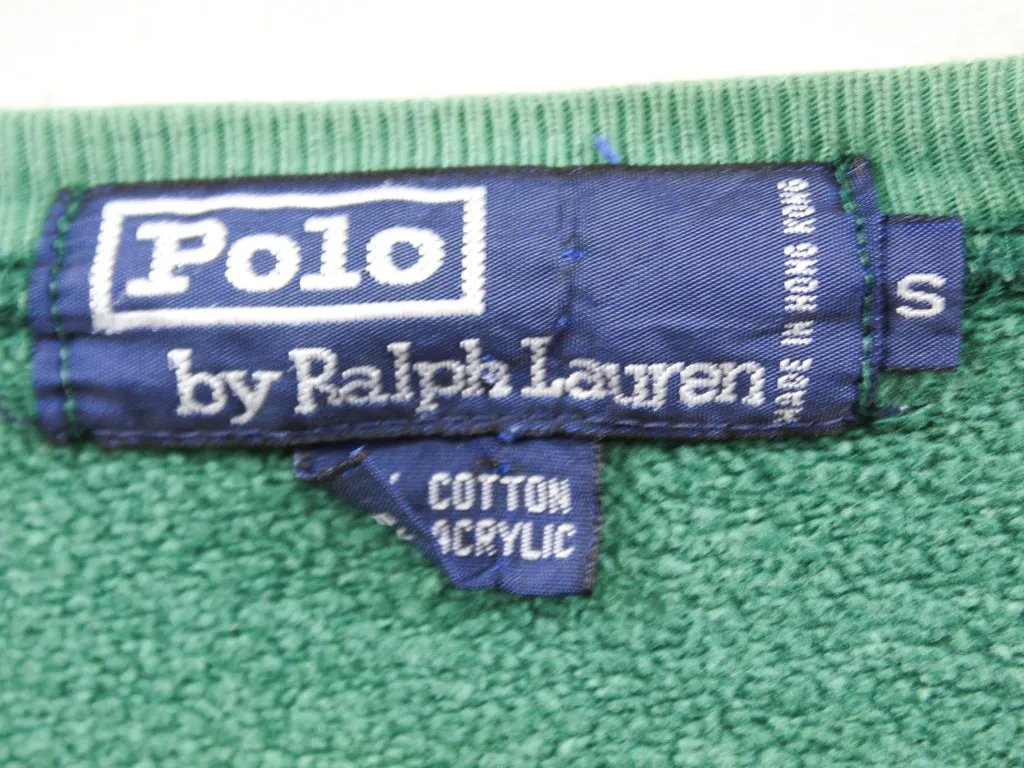 Polo
by Ralph Lauren
MADE IN HONG KONG
S
COTTON
ACRYLIC